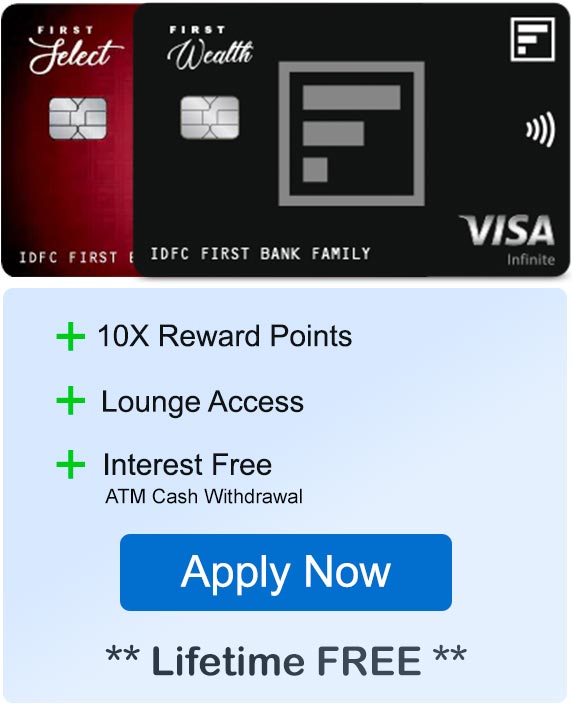 FIRST
Select
FIRST
Wealth
IDFC FIRST
IDFC FIRST BANK FAMILY
VISA
Infinite
+ 10X Reward Points
+ Lounge Access
+ Interest Free
ATM Cash Withdrawal
Apply Now
** Lifetime FREE **